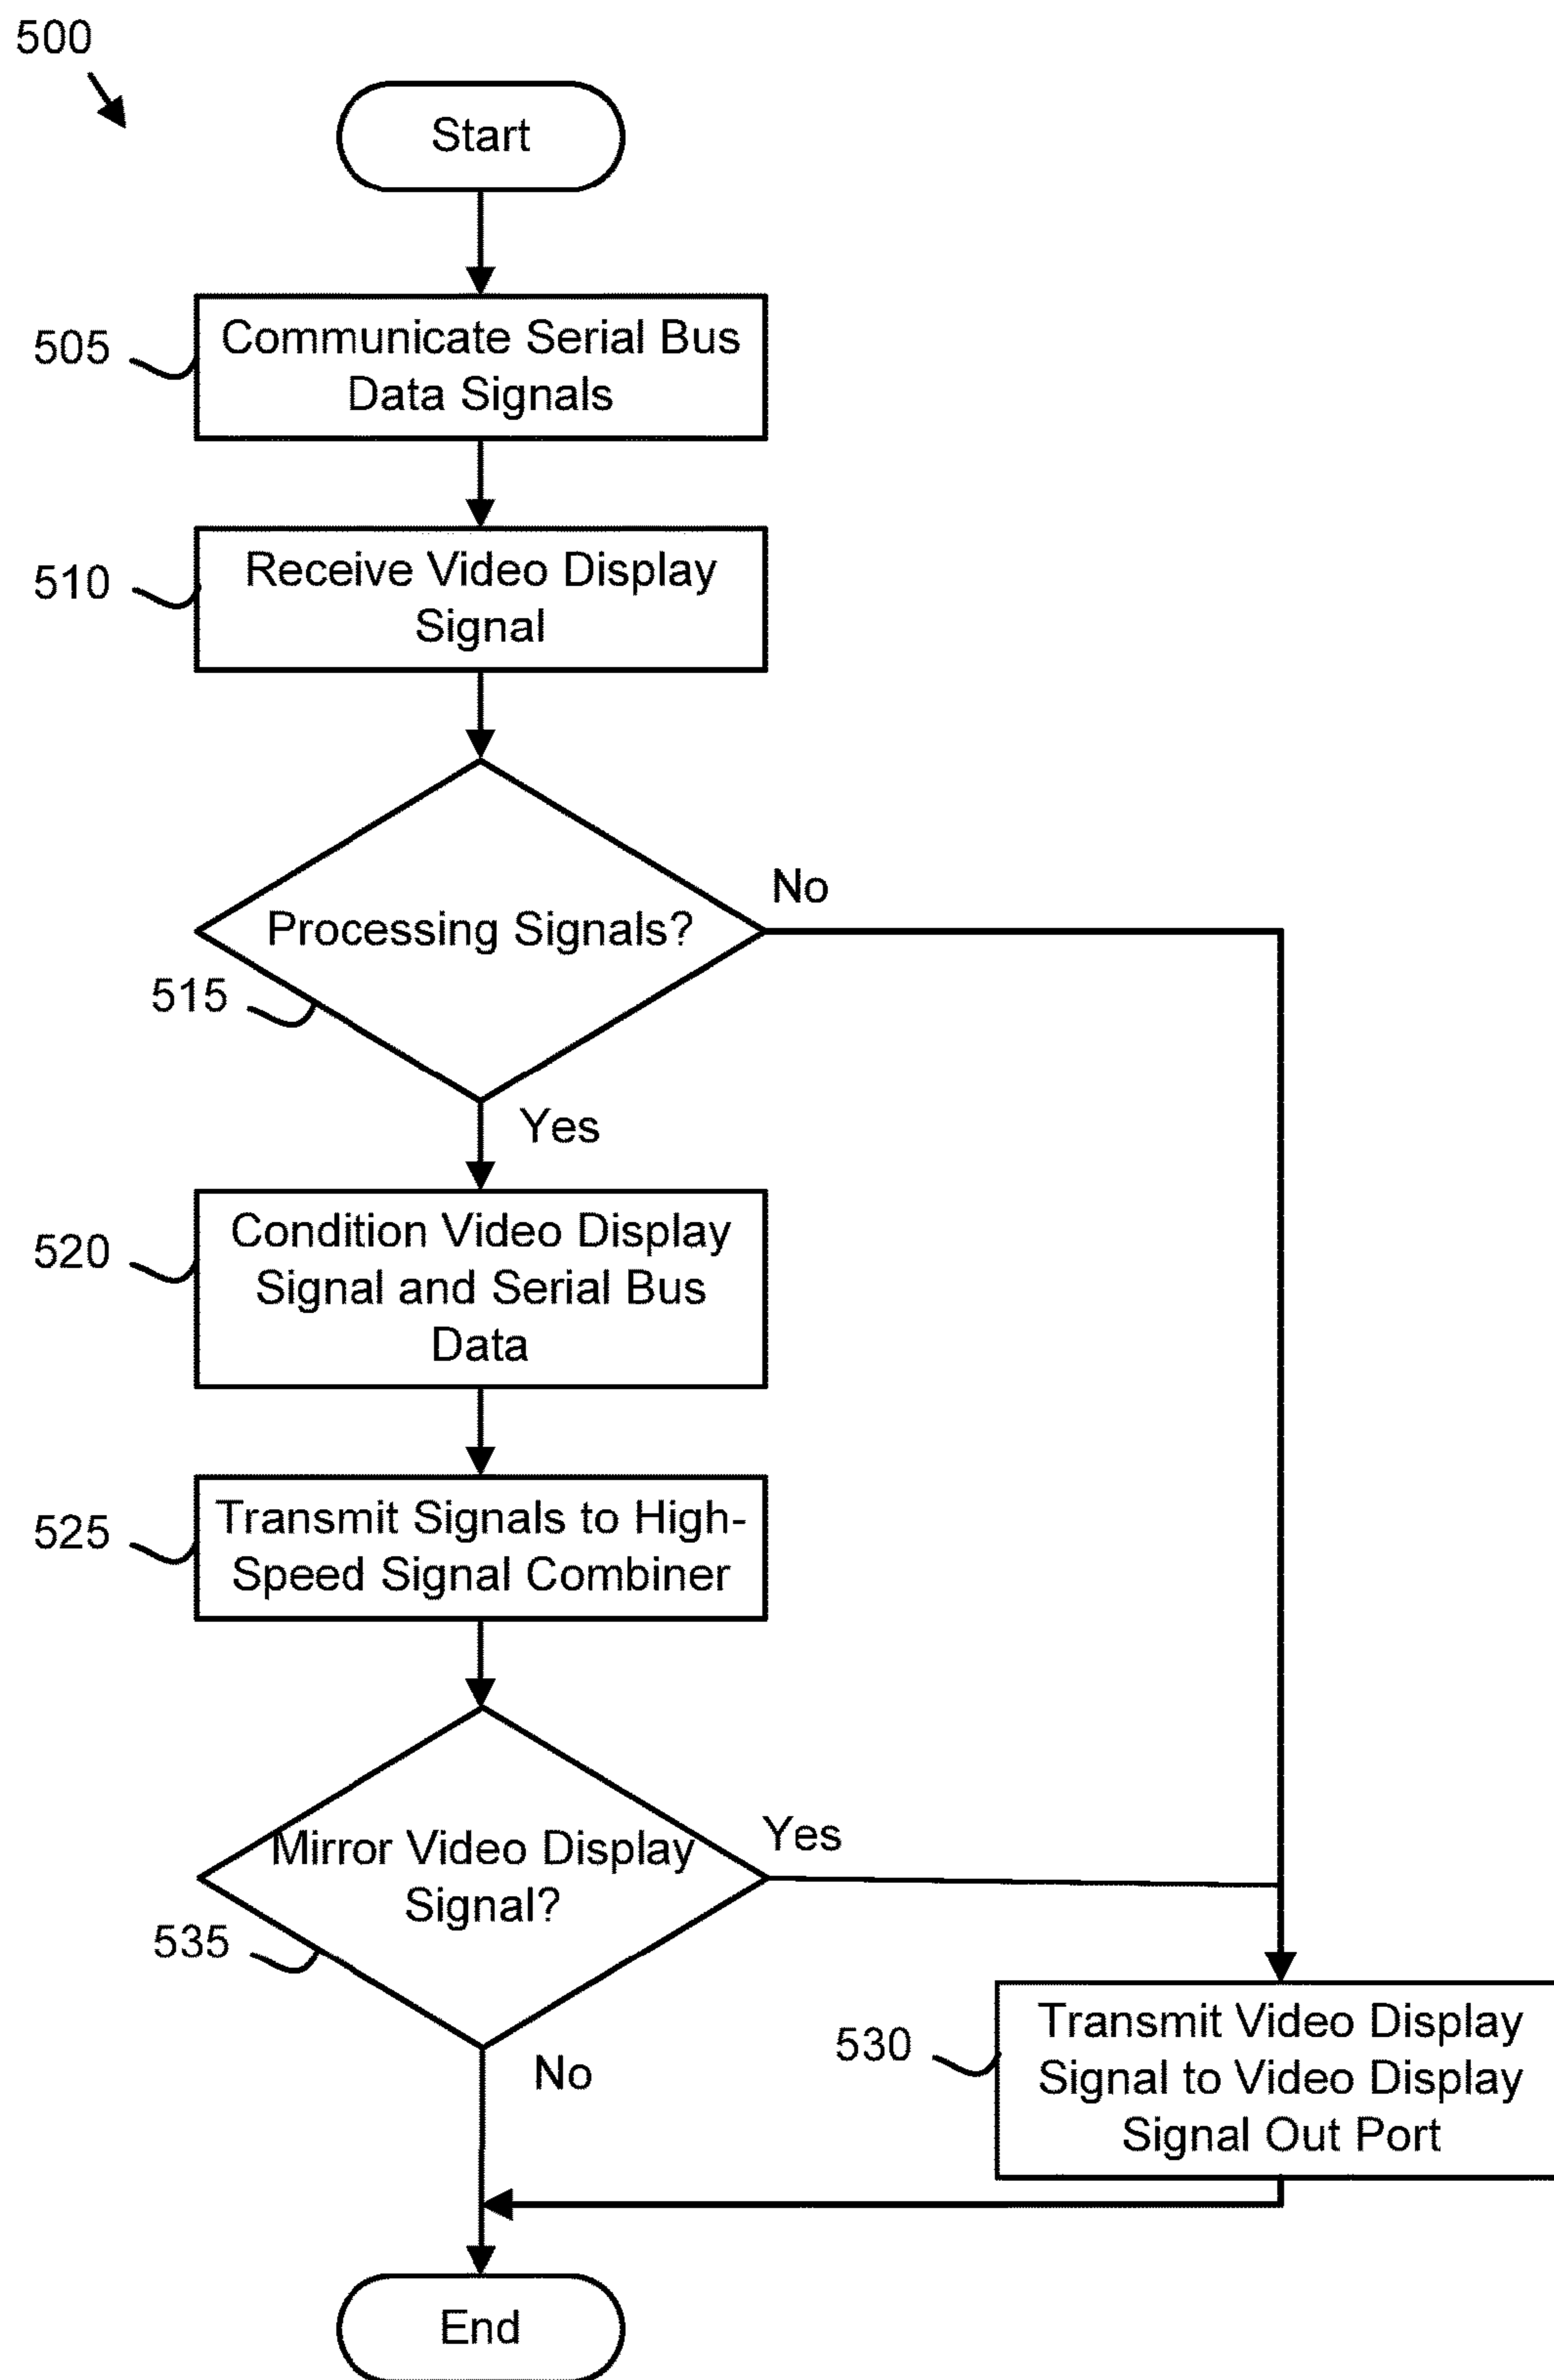 500
Start
505
Communicate Serial Bus
Data Signals
510
Receive Video Display
Signal
Processing Signals?
No
515
Yes
520
Condition Video Display
Signal and Serial Bus
Data
525
Transmit Signals to High-
Speed Signal Combiner
Mirror Video Display
Signal?
Yes
535
No
530
Transmit Video Display
Signal to Video Display
Signal Out Port
End